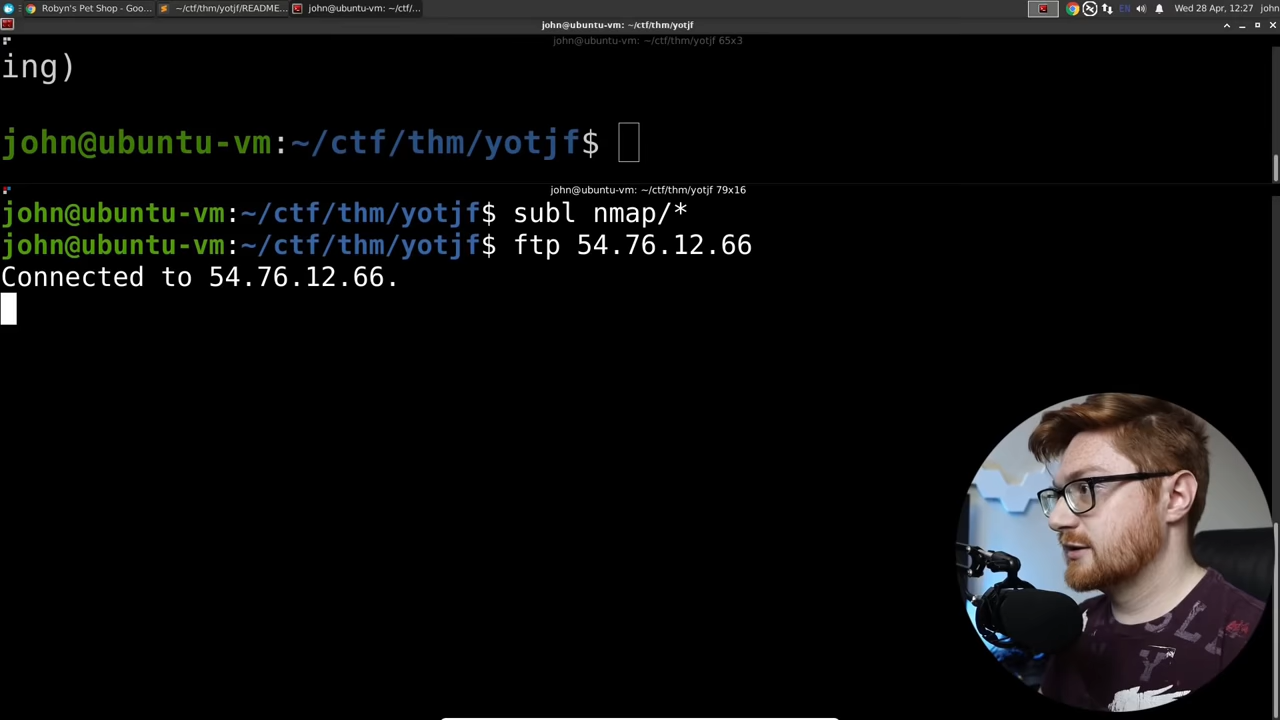 Robyn's Pet Shop - Goo...
~/ctf/thm/yotjf/README...
john@ubuntu-vm: ~/ctf/...
EN
Wed 28 Apr, 12:27
john
john@ubuntu-vm: ~/ctf/thm/yotjf
john@ubuntu-vm: ~/ctf/thm/yotjf 65x3
ing)
john@ubuntu-vm:~/ctf/thm/yotjf$
john@ubuntu-vm: ~/ctf/thm/yotjf 79x16
john@ubuntu-vm:~/ctf/thm/yotjf$ subl nmap/*
john@ubuntu-vm:~/ctf/thm/yotjf$ ftp 54.76.12.66
Connected to 54.76.12.66.